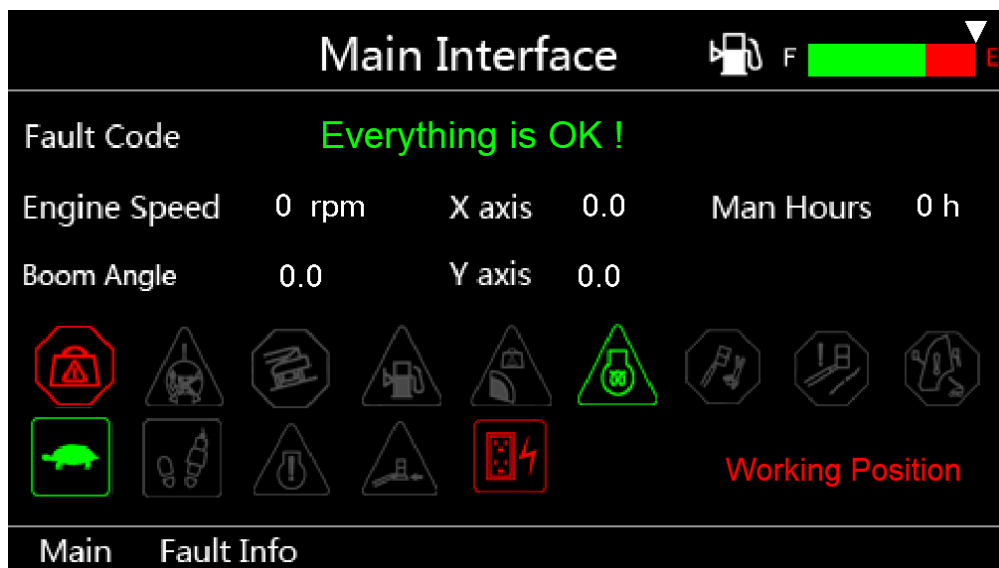 Main Interface F E
Fault Code Everything is OK !
Engine Speed 0 rpm X axis 0.0 Man Hours 0 h
Boom Angle 0.0 Y axis 0.0
Working Position
Main Fault Info